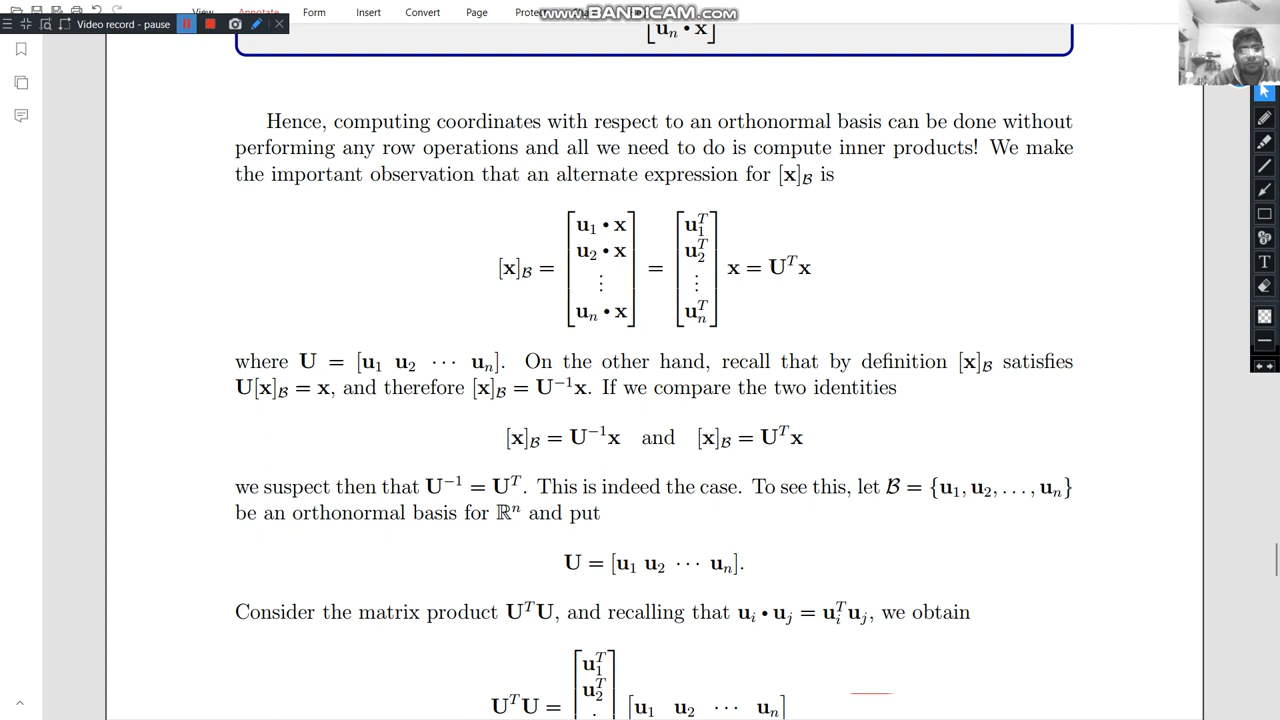 View Annotate Form Insert Convert Page Prote
www.BANDICAM.com
Video record - pause
[u_n • x]
Hence, computing coordinates with respect to an orthonormal basis can be done without
performing any row operations and all we need to do is compute inner products! We make
the important observation that an alternate expression for [x]_B is
[x]_B = [u_1 • x u_2 • x ⋮ u_n • x] = [u_1^T u_2^T ⋮ u_n^T] x = U^T x
where U = [u_1 u_2 ⋯ u_n]. On the other hand, recall that by definition [x]_B satisfies
U[x]_B = x, and therefore [x]_B = U^−1 x. If we compare the two identities
[x]_B = U^−1 x and [x]_B = U^T x
we suspect then that U^−1 = U^T. This is indeed the case. To see this, let B = {u_1, u_2, . . . , u_n}
be an orthonormal basis for ℝ^n and put
U = [u_1 u_2 ⋯ u_n].
Consider the matrix product U^T U, and recalling that u_i • u_j = u_i^T u_j, we obtain
U^T U = [u_1^T u_2^T . [u_1 u_2 ⋯ u_n]